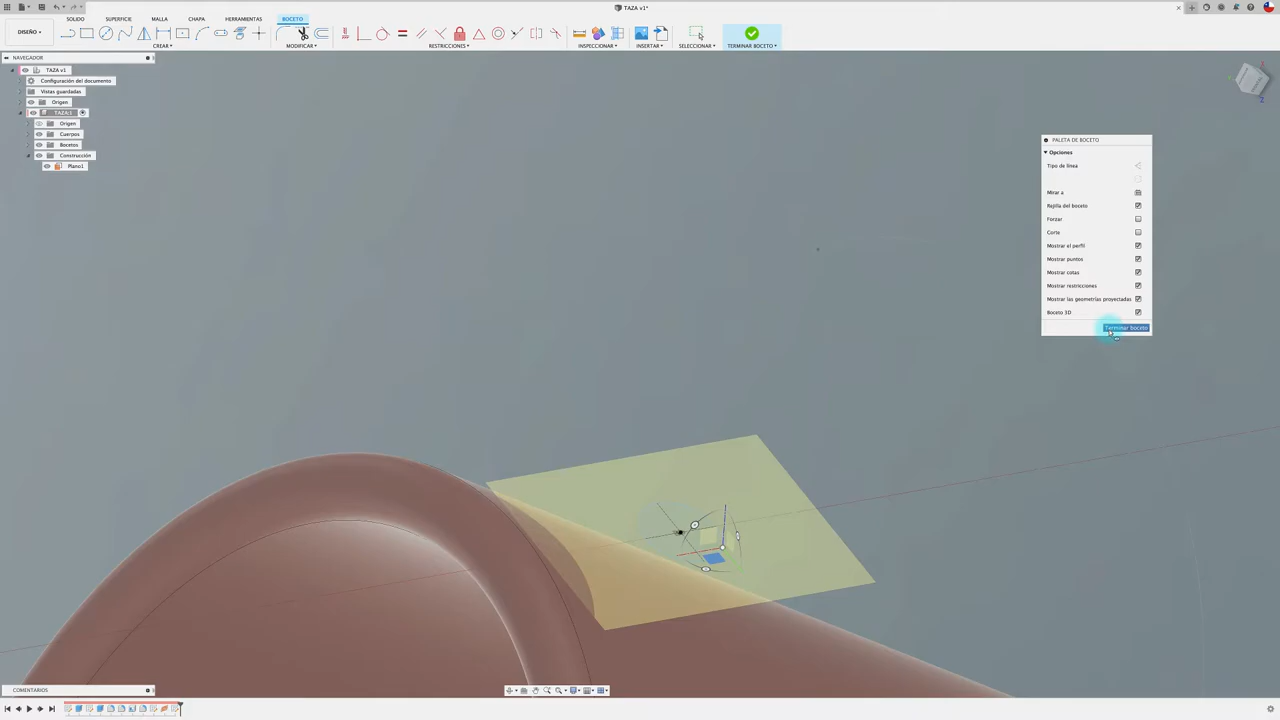 TAZA v1*
SÓLIDO
SUPERFICIE
MALLA
CHAPA
HERRAMIENTAS
BOCETO
DISEÑO
CREAR
MODIFICAR
RESTRICCIONES
INSPECCIONAR
INSERTAR
SELECCIONAR
TERMINAR BOCETO
NAVEGADOR
TAZA v1
Configuración del documento
Vistas guardadas
Origen
TAZA:1
Origen
Cuerpos
Bocetos
Construcción
Plano1
PALETA DE BOCETO
Opciones
Tipo de línea
Mirar a
Rejilla del boceto
Forzar
Corte
Mostrar el perfil
Mostrar puntos
Mostrar cotas
Mostrar restricciones
Mostrar las geometrías proyectadas
Boceto 3D
Terminar boceto
COMENTARIOS